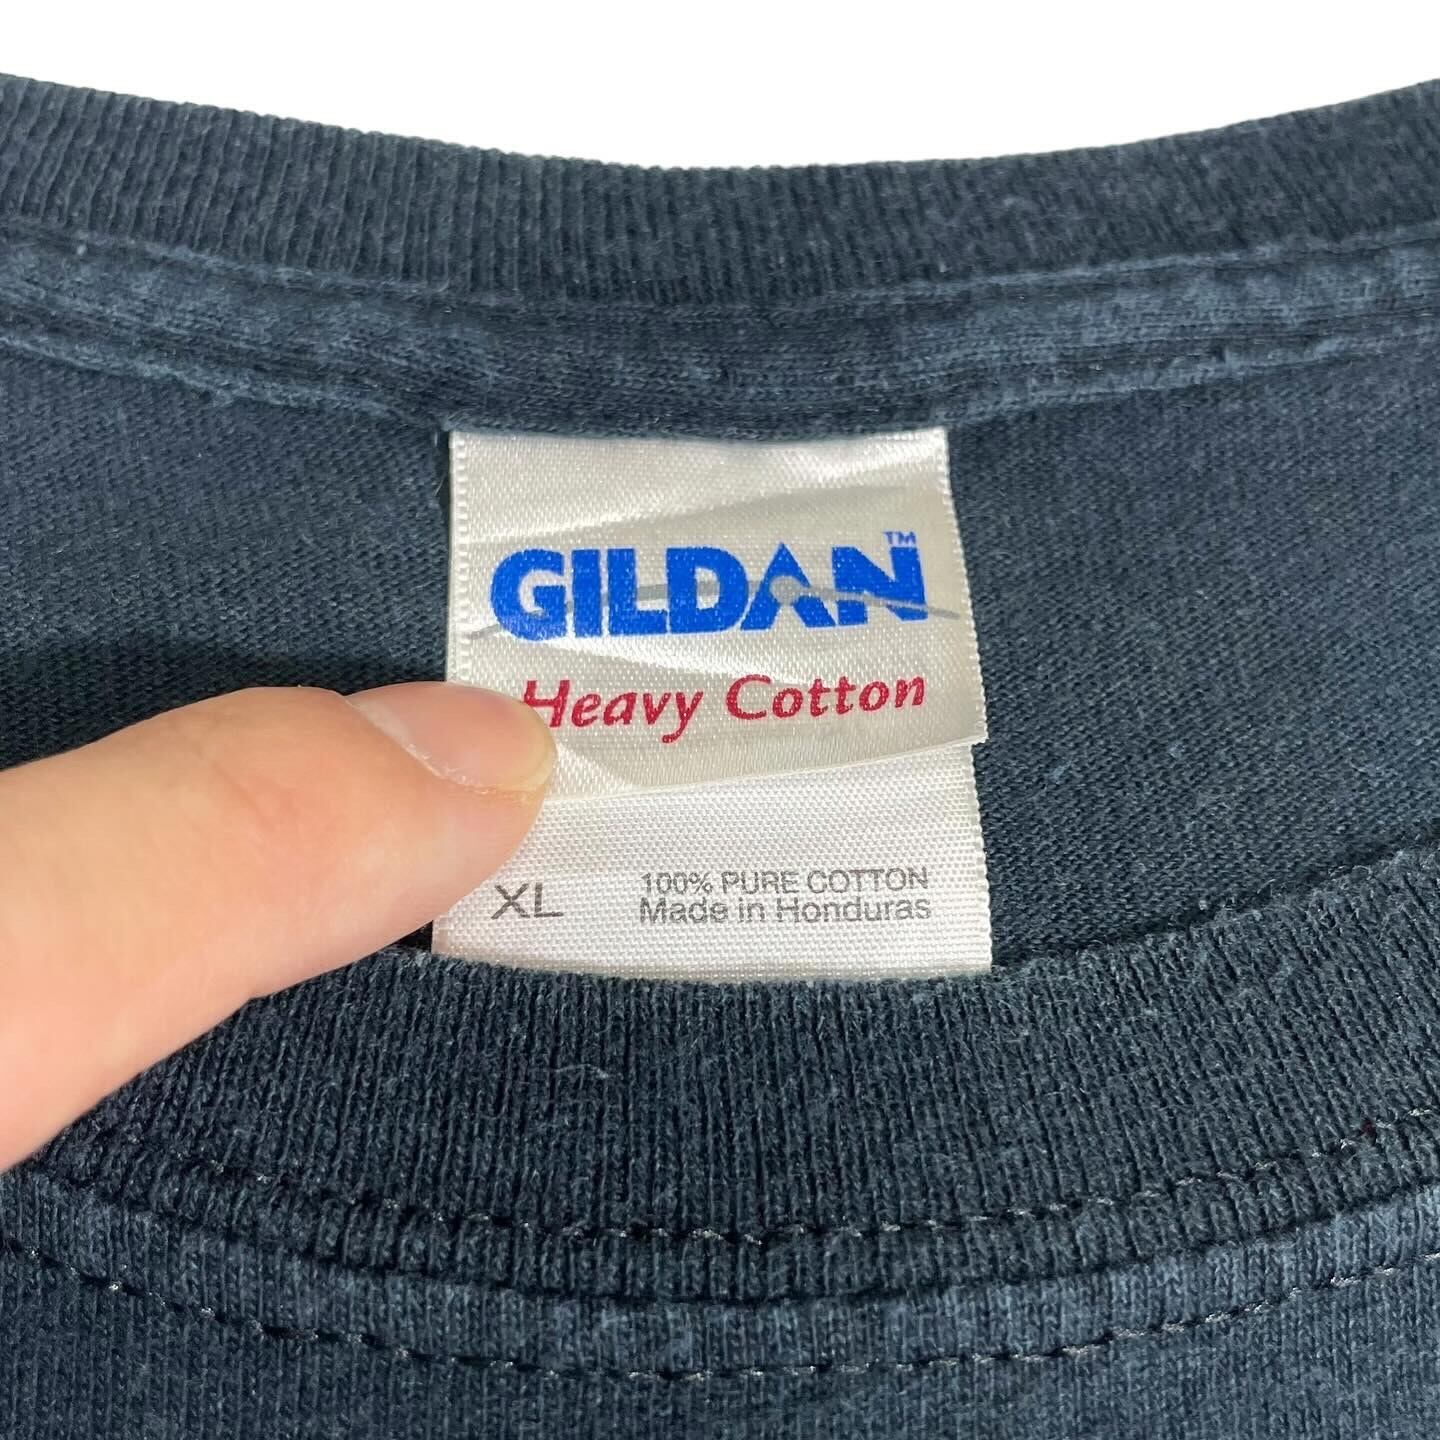 GILDAN™
Heavy Cotton
XL
100% PURE COTTON
Made in Honduras